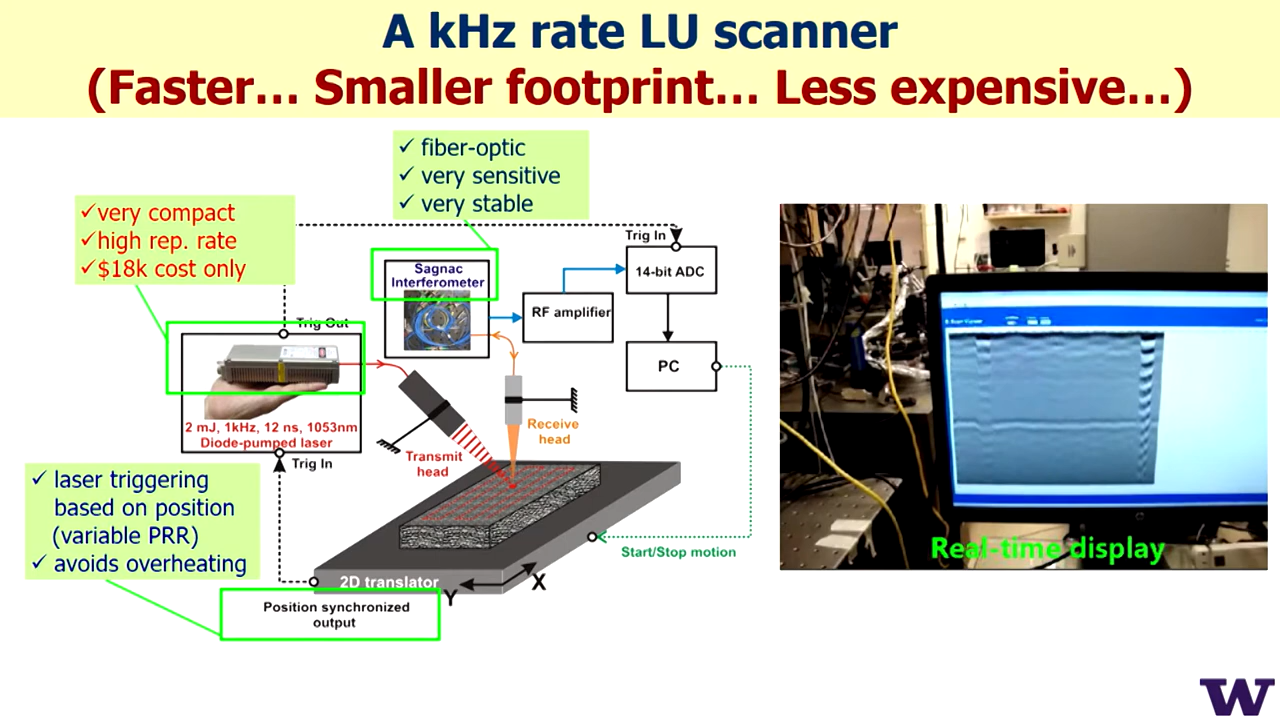 A kHz rate LU scanner
(Faster... Smaller footprint... Less expensive...)
✓ fiber-optic
✓ very sensitive
✓ very stable
✓very compact
✓high rep. rate
✓$18k cost only
Trig In
14-bit ADC
Sagnac
Interferometer
RF amplifier
Trig Out
PC
2 mJ, 1kHz, 12 ns, 1053nm
Diode-pumped laser
Trig In
Transmit
head
Receive
head
✓ laser triggering
based on position
(variable PRR)
✓ avoids overheating
Start/Stop motion
2D translator
Y
X
Position synchronized
output
Real-time display
W